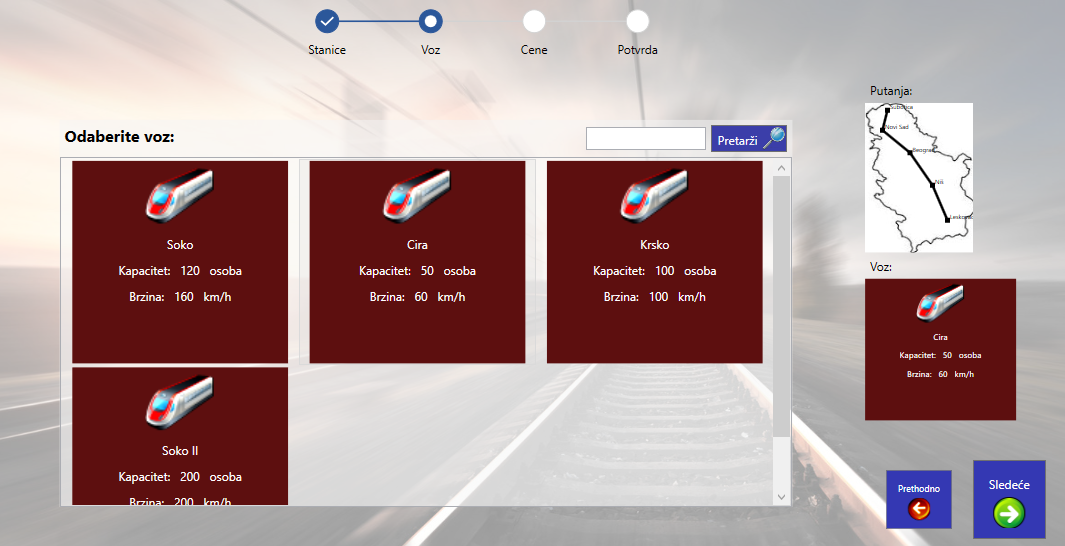 Stanice
Voz
Cene
Potvrda
Odaberite voz:
Pretarži
Soko
Kapacitet: 120 osoba
Brzina: 160 km/h
Cira
Kapacitet: 50 osoba
Brzina: 60 km/h
Krsko
Kapacitet: 100 osoba
Brzina: 100 km/h
Soko II
Kapacitet: 200 osoba
Brzina: 200 km/h
Putanja:
Subotica
Novi Sad
Beograd
Niš
Leskovac
Voz:
Cira
Kapacitet: 50 osoba
Brzina: 60 km/h
Prethodno
Sledeće